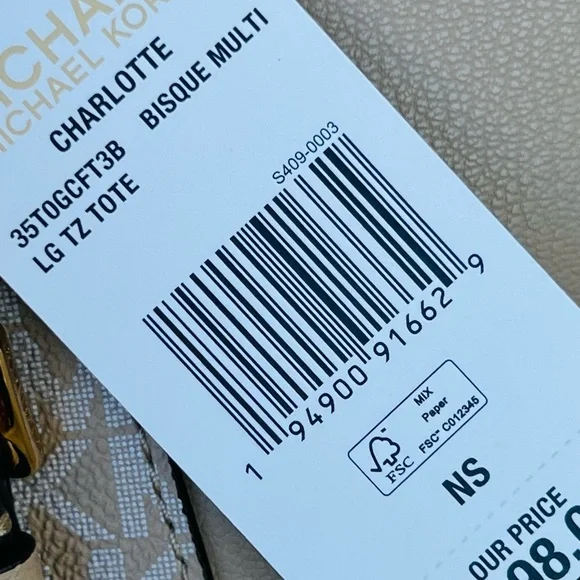 MICHAEL KORS
CHARLOTTE
35T0GCFT3B BISQUE MULTI
LG TZ TOTE
S409-0003
1 94900 91662 9
FSC
MIX
Paper
FSC™ C012345
NS
OUR PRICE